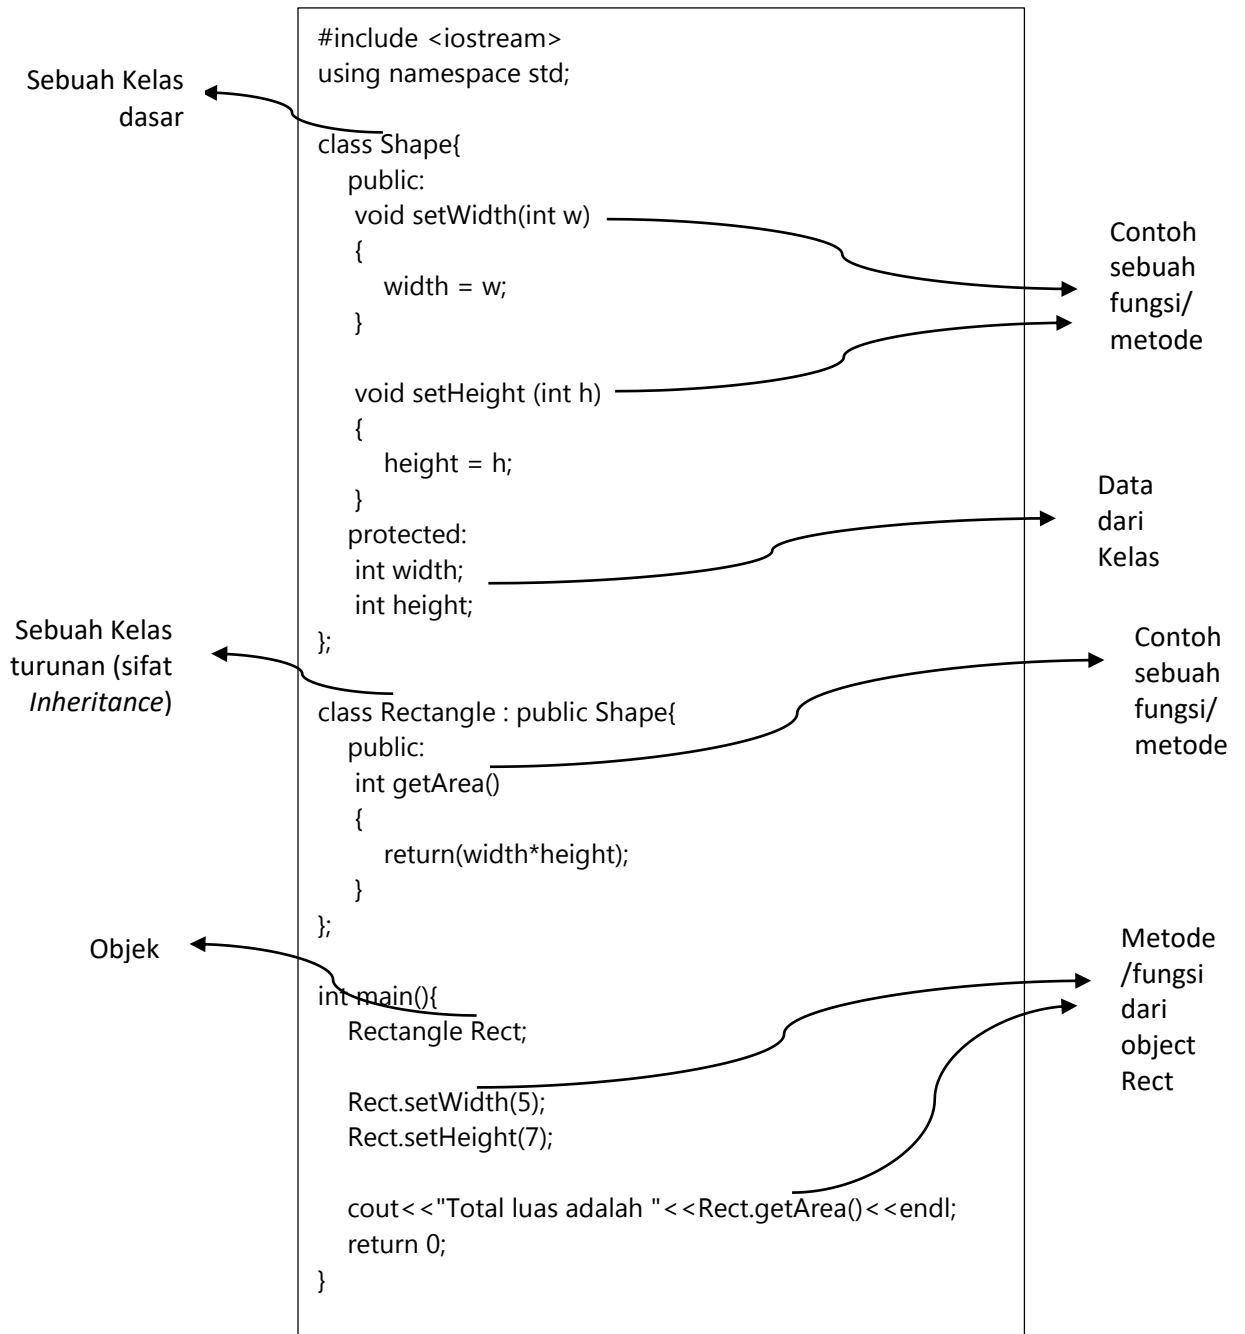 #include <iostream>
using namespace std;
Sebuah Kelas
dasar
class Shape{
public:
void setWidth(int w)
{
width = w;
}
Contoh
sebuah
fungsi/
metode
void setHeight (int h)
{
height = h;
}
protected:
int width;
int height;
};
Data
dari
Kelas
Sebuah Kelas
turunan (sifat
Inheritance)
class Rectangle : public Shape{
public:
int getArea()
{
return(width*height);
}
};
Contoh
sebuah
fungsi/
metode
Objek
int main(){
Rectangle Rect;
Rect.setWidth(5);
Rect.setHeight(7);
cout<<"Total luas adalah "<<Rect.getArea()<<endl;
return 0;
}
Metode
/fungsi
dari
object
Rect